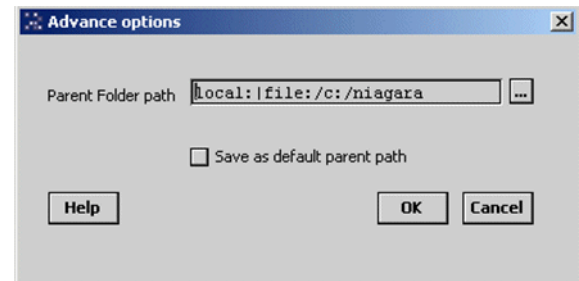 Advance options
Parent Folder path local:|file:/c:/niagara ...
Save as default parent path
Help OK Cancel